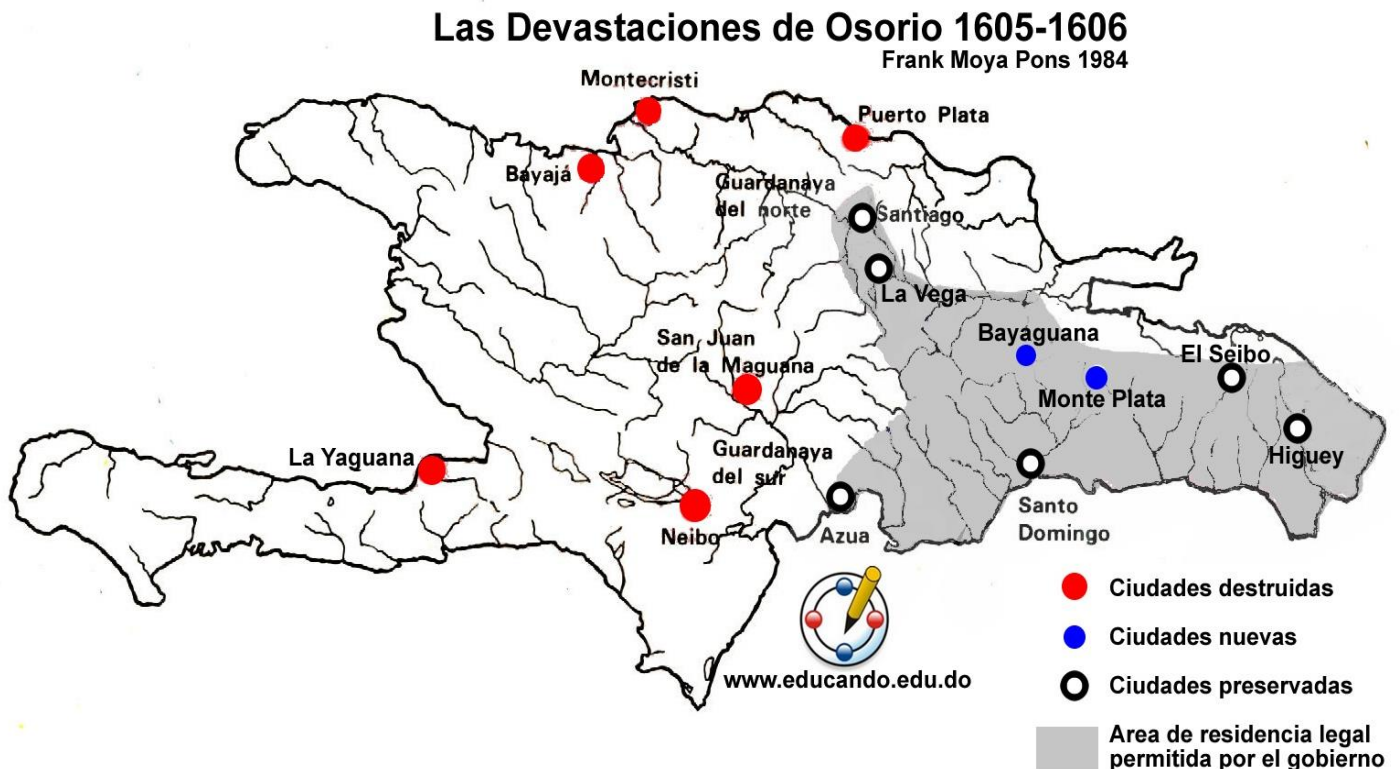 Las Devastaciones de Osorio 1605-1606
Frank Moya Pons 1984
Montecristi
Puerto Plata
Bayajá
Guardanaya
del norte
Santiago
La Vega
San Juan
de la Maguana
Bayaguana
El Seibo
Monte Plata
La Yaguana
Guardanaya
del sur
Higuey
Neibo
Azua
Santo
Domingo
Ciudades destruidas
Ciudades nuevas
Ciudades preservadas
www.educando.edu.do
Area de residencia legal
permitida por el gobierno